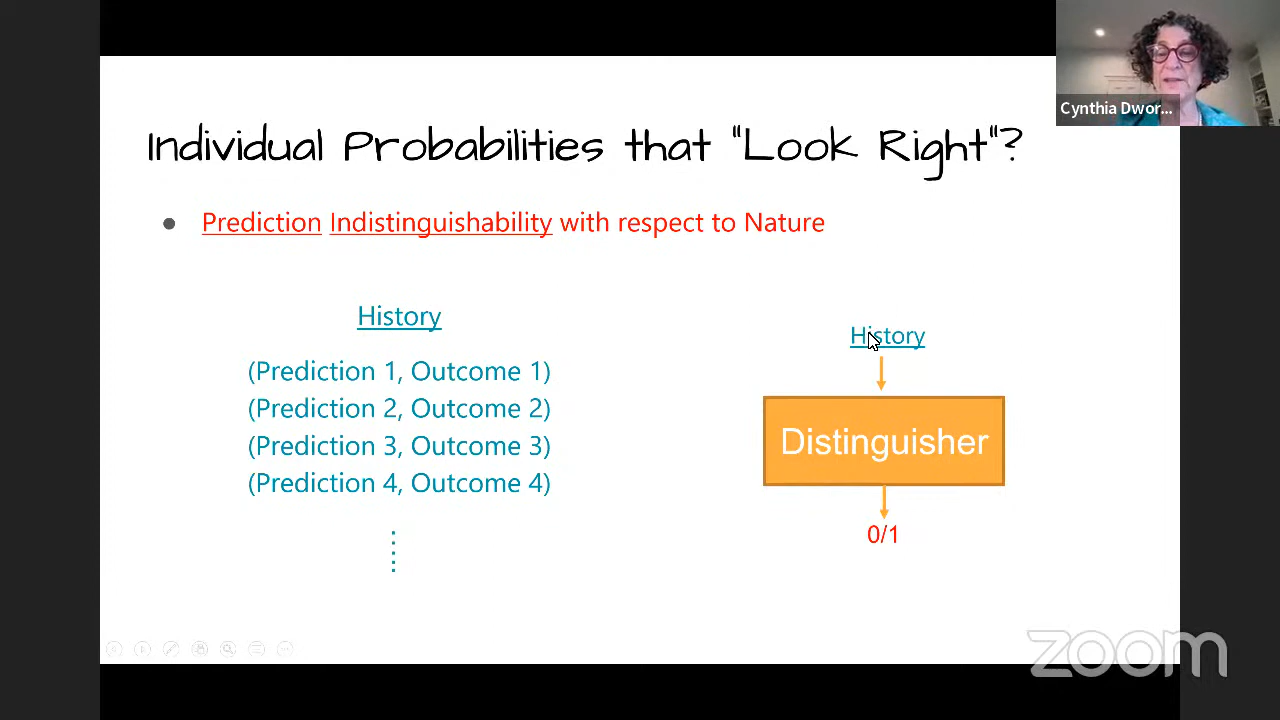 Cynthia Dwor...
Individual Probabilities that "Look Right"?
● Prediction Indistinguishability with respect to Nature
History
(Prediction 1, Outcome 1)
(Prediction 2, Outcome 2)
(Prediction 3, Outcome 3)
(Prediction 4, Outcome 4)
History
Distinguisher
0/1
zoom